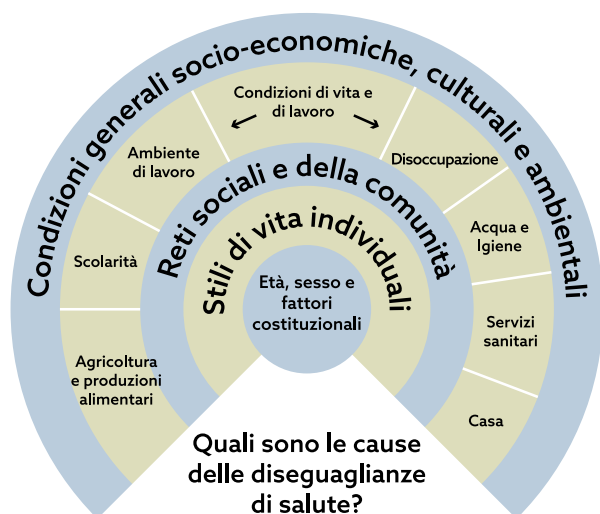 Condizioni generali socio-economiche, culturali e ambientali
Condizioni di vita e
di lavoro
Ambiente
di lavoro
Disoccupazione
Scolarità
Acqua e
Igiene
Agricoltura
e produzioni
alimentari
Servizi
sanitari
Casa
Reti sociali e della comunità
Stili di vita individuali
Età, sesso e
fattori
costituzionali
Quali sono le cause
delle diseguaglianze
di salute?